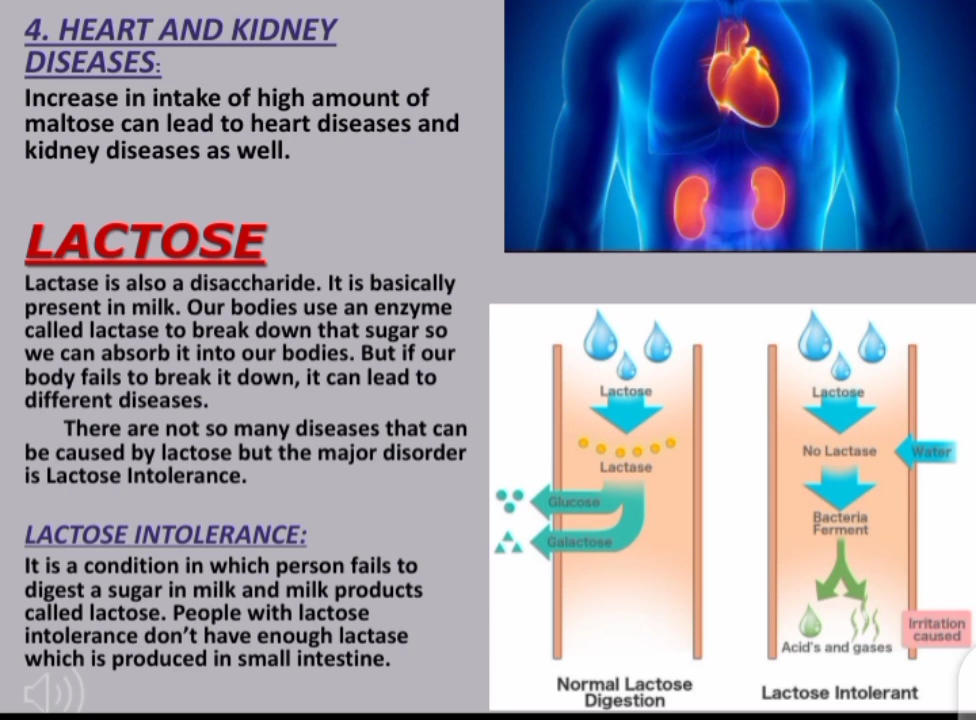 4. HEART AND KIDNEY
DISEASES:
Increase in intake of high amount of
maltose can lead to heart diseases and
kidney diseases as well.
LACTOSE
Lactase is also a disaccharide. It is basically
present in milk. Our bodies use an enzyme
called lactase to break down that sugar so
we can absorb it into our bodies. But if our
body fails to break it down, it can lead to
different diseases.
There are not so many diseases that can
be caused by lactose but the major disorder
is Lactose Intolerance.
LACTOSE INTOLERANCE:
It is a condition in which person fails to
digest a sugar in milk and milk products
called lactose. People with lactose
intolerance don’t have enough lactase
which is produced in small intestine.
Lactose
Lactase
Glucose
Galactose
Normal Lactose
Digestion
Lactose
No Lactase
Water
Bacteria
Ferment
Acid's and gases
Irritation
caused
Lactose Intolerant